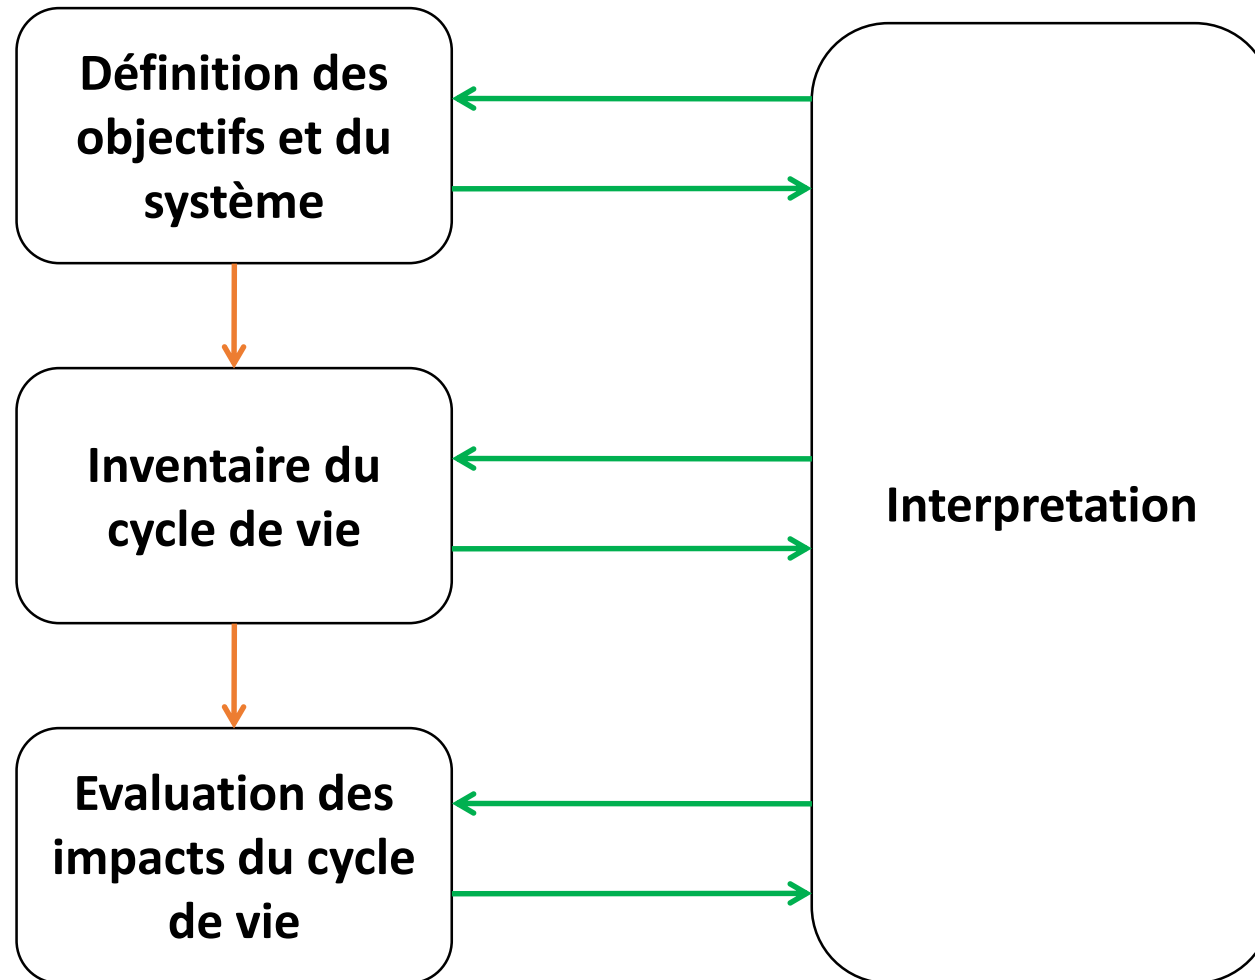 Définition des
objectifs et du
système
Inventaire du
cycle de vie
Interpretation
Evaluation des
impacts du cycle
de vie